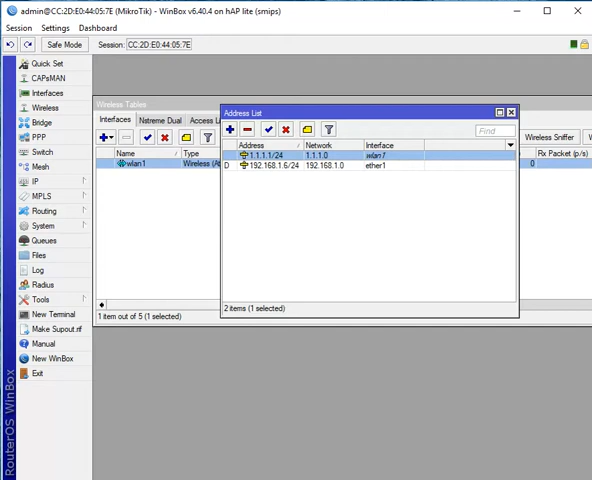 admin@CC:2D:E0:44:05:7E (MikroTik) - WinBox v6.40.4 on hAP lite (smips)
Session Settings Dashboard
Safe Mode Session: CC:2D:E0:44:05:7E
Quick Set
CAPsMAN
Interfaces
Wireless
Bridge
PPP
Switch
Mesh
IP
MPLS
Routing
System
Queues
Files
Log
Radius
Tools
New Terminal
Make Supout.rif
Manual
New WinBox
Exit
RouterOS WinBox
Wireless Tables
Interfaces Nstreme Dual Access Li
Wireless Sniffer
Name Type Rx Packet (p/s)
wlan1 Wireless (At 0
1 item out of 5 (1 selected)
Address List
Find
Address Network Interface
1.1.1.1/24 1.1.1.0 wlan1
D 192.168.1.6/24 192.168.1.0 ether1
2 items (1 selected)